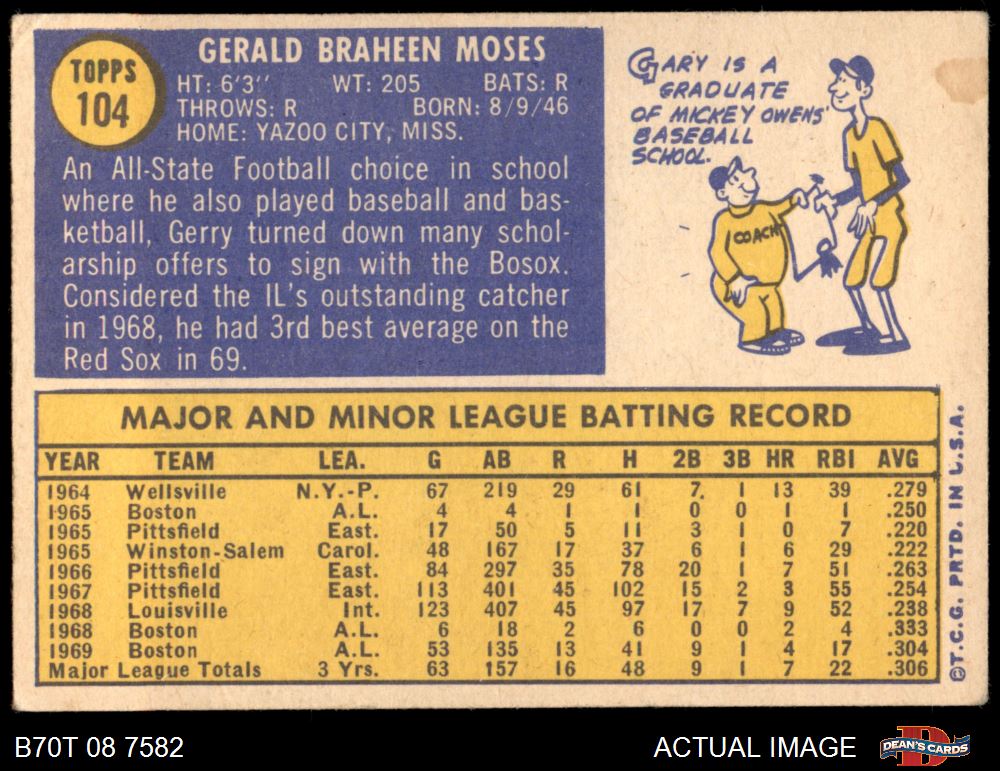 TOPPS
104
GERALD BRAHEEN MOSES
HT: 6'3'' WT: 205 BATS: R
THROWS: R BORN: 8/9/46
HOME: YAZOO CITY, MISS.
An All-State Football choice in school
where he also played baseball and bas-
ketball, Gerry turned down many schol-
arship offers to sign with the Bosox.
Considered the IL's outstanding catcher
in 1968, he had 3rd best average on the
Red Sox in 69.
GARY IS A
GRADUATE
OF MICKEY OWENS'
BASEBALL
SCHOOL.
COACH
MAJOR AND MINOR LEAGUE BATTING RECORD
YEAR TEAM LEA. G AB R H 2B 3B HR RBI AVG
1964 Wellsville N.Y.-P. 67 219 29 61 7 1 13 39 .279
1965 Boston A.L. 4 4 1 1 0 0 1 1 .250
1965 Pittsfield East. 17 50 5 11 3 1 0 7 .220
1965 Winston-Salem Carol. 48 167 17 37 6 1 6 29 .222
1966 Pittsfield East. 84 297 35 78 20 1 7 51 .263
1967 Pittsfield East. 113 401 45 102 15 2 3 55 .254
1968 Louisville Int. 123 407 45 97 17 7 9 52 .238
1968 Boston A.L. 6 18 2 6 0 0 2 4 .333
1969 Boston A.L. 53 135 13 41 9 1 4 17 .304
Major League Totals 3 Yrs. 63 157 16 48 9 1 7 22 .306
©T.C.G. PRTD. IN U.S.A.
B70T 08 7582
ACTUAL IMAGE
DEAN'S CARDS